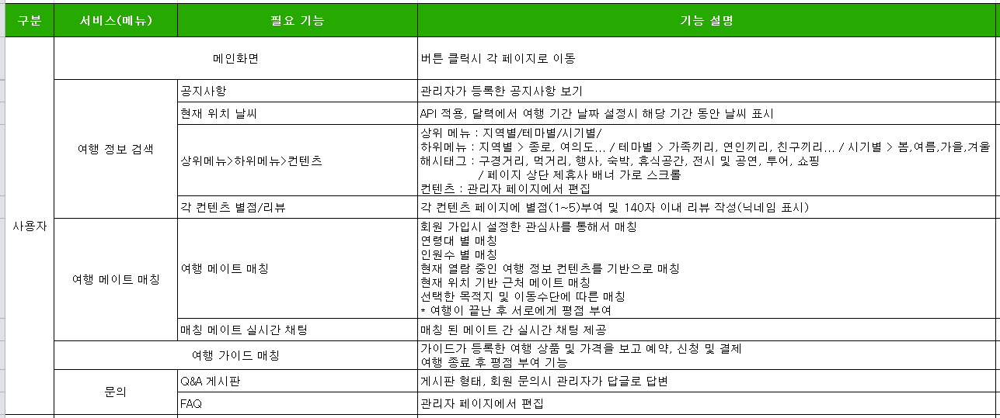 구분 서비스(메뉴) 필요 기능 기능 설명
메인화면 버튼 클릭시 각 페이지로 이동
공지사항 관리자가 등록한 공지사항 보기
현재 위치 날씨 API 적용, 달력에서 여행 기간 날짜 설정시 해당 기간 동안 날씨 표시
여행 정보 검색
상위메뉴>하위메뉴>컨텐츠
상위 메뉴 : 지역별/테마별/시기별/
하위메뉴 : 지역별 > 종로, 여의도... / 테마별 > 가족끼리, 연인끼리, 친구끼리... / 시기별 > 봄,여름,가을,겨울
해시태그 : 구경거리, 먹거리, 행사, 숙박, 휴식공간, 전시 및 공연, 투어, 쇼핑
/ 페이지 상단 제휴사 배너 가로 스크롤
컨텐츠 : 관리자 페이지에서 편집
각 컨텐츠 별점/리뷰 각 컨텐츠 페이지에 별점(1~5)부여 및 140자 이내 리뷰 작성(닉네임 표시)
사용자
여행 메이트 매칭
여행 메이트 매칭
회원 가입시 설정한 관심사를 통해서 매칭
연령대 별 매칭
인원수 별 매칭
현재 열람 중인 여행 정보 컨텐츠를 기반으로 매칭
현재 위치 기반 근처 메이트 매칭
선택한 목적지 및 이동수단에 따른 매칭
* 여행이 끝난 후 서로에게 평점 부여
매칭 메이트 실시간 채팅 매칭 된 메이트 간 실시간 채팅 제공
여행 가이드 매칭
가이드가 등록한 여행 상품 및 가격을 보고 예약, 신청 및 결제
여행 종료 후 평점 부여 기능
문의
Q&A 게시판 게시판 형태, 회원 문의시 관리자가 답글로 답변
FAQ 관리자 페이지에서 편집